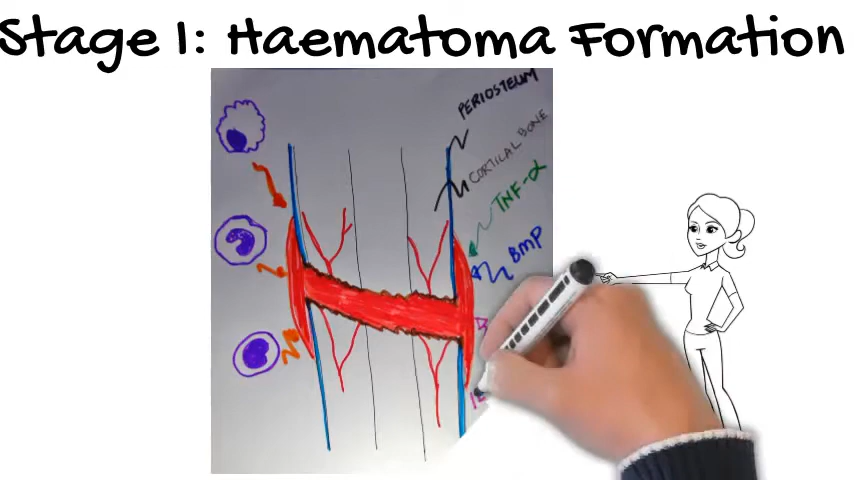 Stage 1: Haematoma Formation
PERIOSTEUM
CORTICAL BONE
TNF-α
BMP